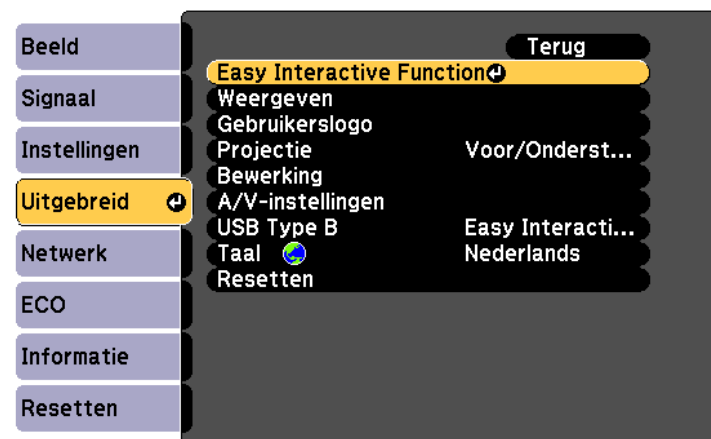 Beeld
Signaal
Instellingen
Uitgebreid
Netwerk
ECO
Informatie
Resetten
Terug
Easy Interactive Function
Weergeven
Gebruikerslogo
Projectie Voor/Onderst...
Bewerking
A/V-instellingen
USB Type B Easy Interacti...
Taal Nederlands
Resetten